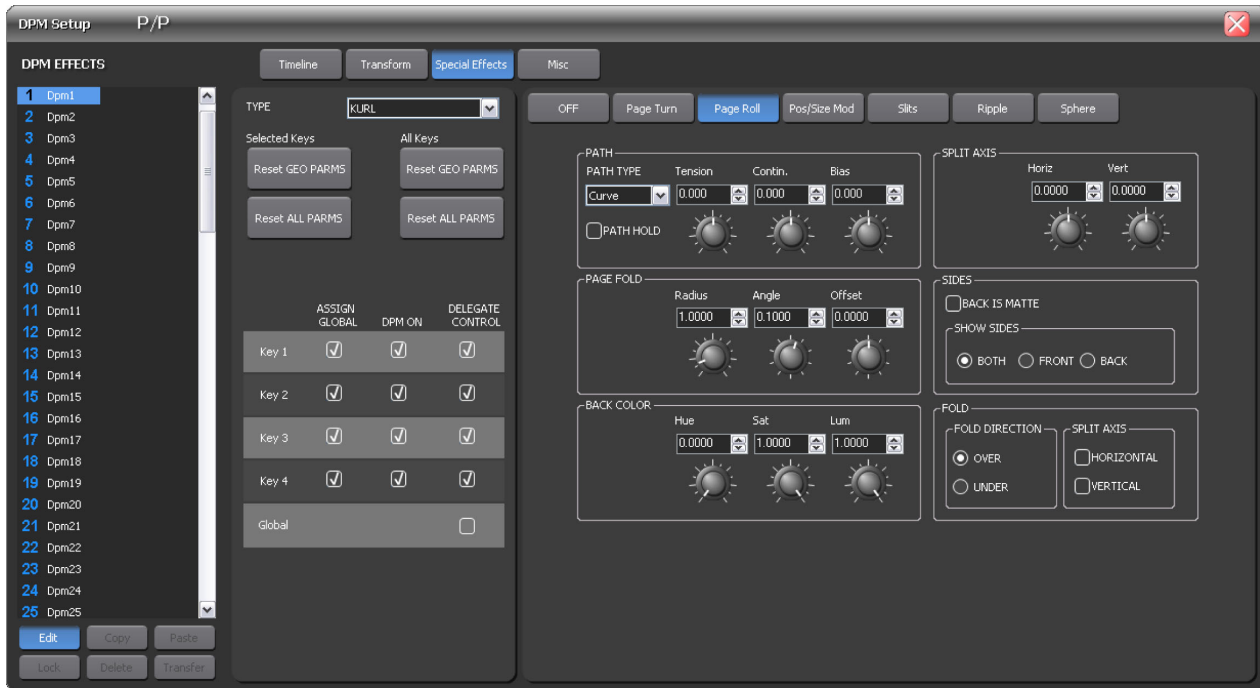 DPM Setup P/P
DPM EFFECTS
Timeline Transform Special Effects Misc
1 Dpm1
2 Dpm2
3 Dpm3
4 Dpm4
5 Dpm5
6 Dpm6
7 Dpm7
8 Dpm8
9 Dpm9
10 Dpm10
11 Dpm11
12 Dpm12
13 Dpm13
14 Dpm14
15 Dpm15
16 Dpm16
17 Dpm17
18 Dpm18
19 Dpm19
20 Dpm20
21 Dpm21
22 Dpm22
23 Dpm23
24 Dpm24
25 Dpm25
Edit Copy Paste
Lock Delete Transfer
TYPE KURL
Selected Keys All Keys
Reset GEO PARMS Reset GEO PARMS
Reset ALL PARMS Reset ALL PARMS
ASSIGN GLOBAL DPM ON DELEGATE CONTROL
Key 1
Key 2
Key 3
Key 4
Global
OFF Page Turn Page Roll Pos/Size Mod Slits Ripple Sphere
PATH
PATH TYPE Tension Contin. Bias
Curve 0.000 0.000 0.000
PATH HOLD
PAGE FOLD
Radius Angle Offset
1.0000 0.1000 0.0000
BACK COLOR
Hue Sat Lum
0.0000 1.0000 1.0000
SPLIT AXIS
Horiz Vert
0.0000 0.0000
SIDES
BACK IS MATTE
SHOW SIDES
BOTH FRONT BACK
FOLD
FOLD DIRECTION SPLIT AXIS
OVER HORIZONTAL
UNDER VERTICAL